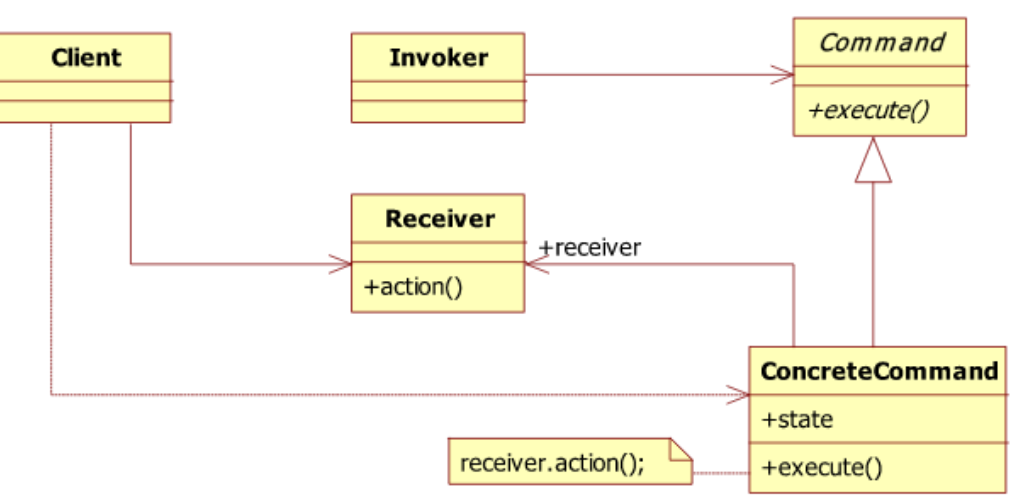 Client
Invoker
Command
+execute()
Receiver
+receiver
+action()
ConcreteCommand
+state
receiver.action();
+execute()